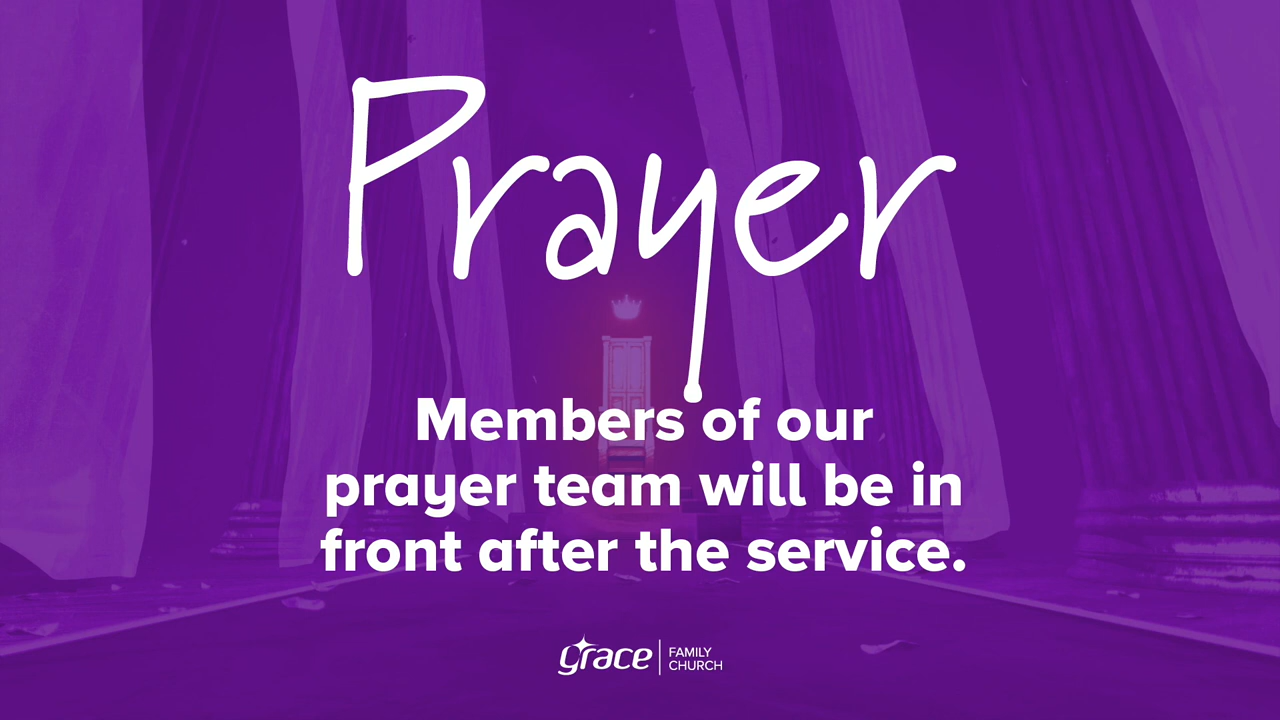 Prayer
Members of our
prayer team will be in
front after the service.
grace
FAMILY
CHURCH